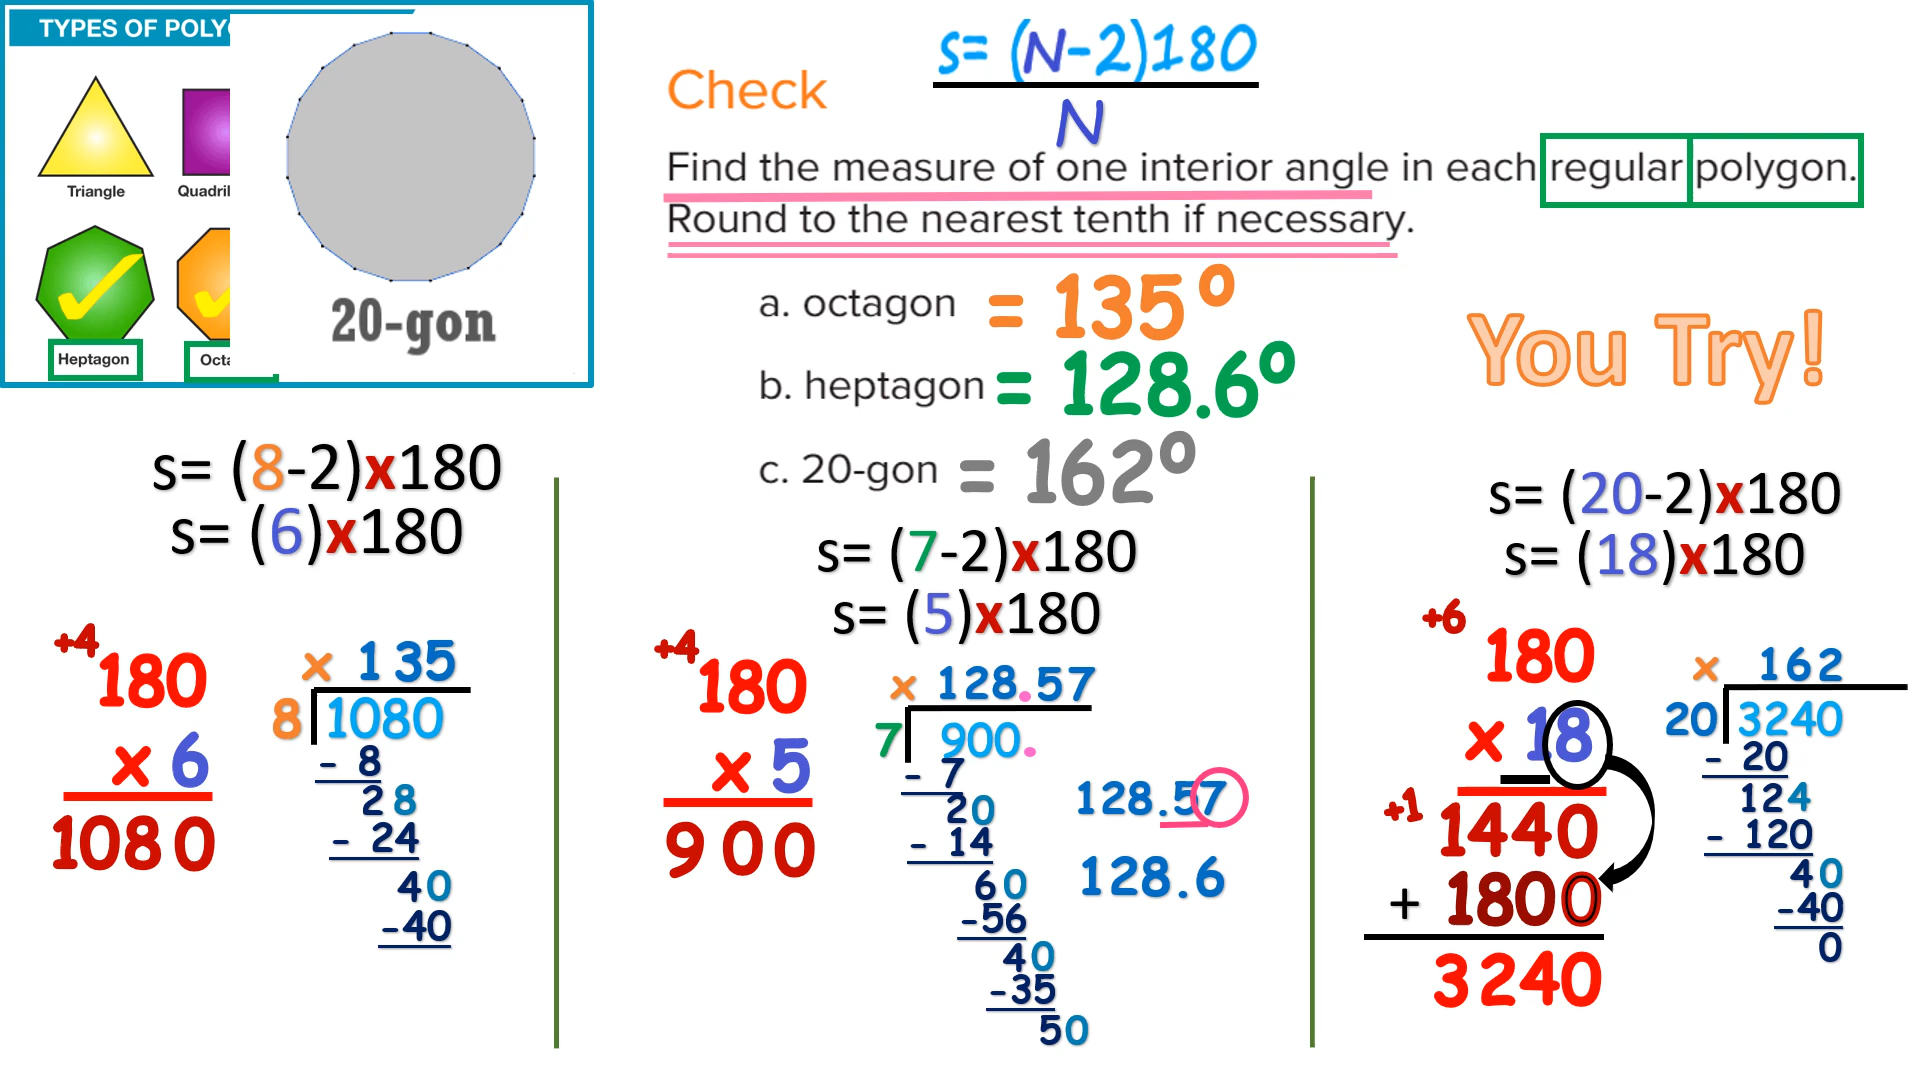 TYPES OF POLY
Triangle
Quadril
Heptagon
Octa
20-gon
s= (N-2)180
N
Check
Find the measure of one interior angle in each regular polygon.
Round to the nearest tenth if necessary.
a. octagon = 135º
b. heptagon = 128.6º
c. 20-gon = 162º
You Try!
s= (8-2)x180
s= (6)x180
+4
180
x 6
1080
x 135
8 1080
- 8
28
- 24
40
-40
s= (7-2)x180
s= (5)x180
+4
180
x 5
900
x 128.57
7 900.
- 7
20
- 14
60
-56
40
-35
50
128.57
128.6
s= (20-2)x180
s= (18)x180
+6
180
x 18
+1
1440
+ 1800
3240
x 162
20 3240
- 20
124
- 120
40
-40
0